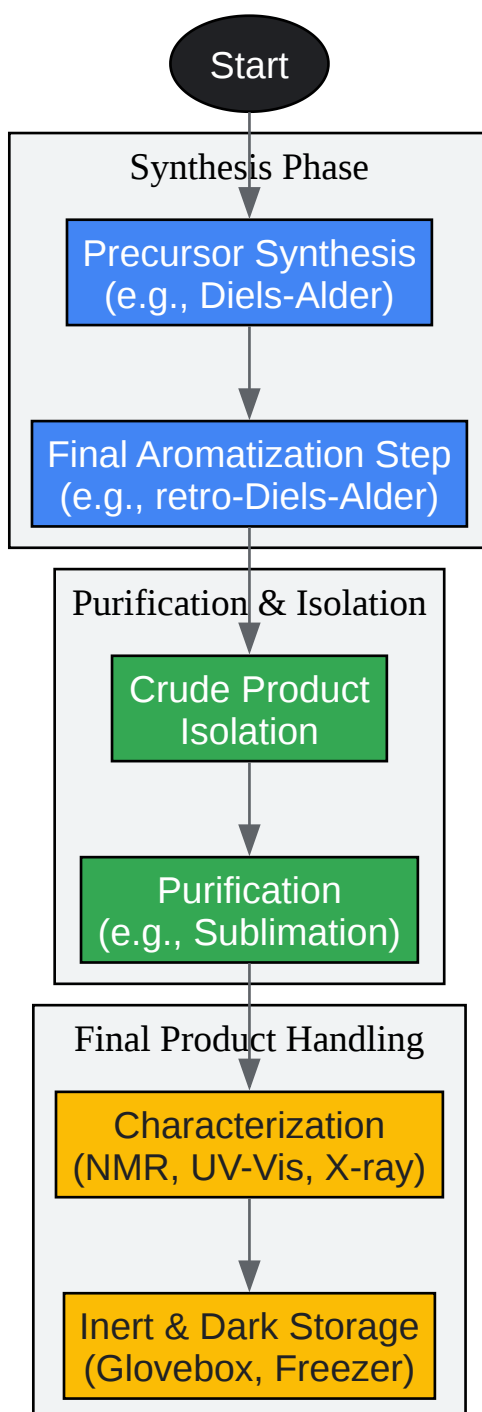 Start
Synthesis Phase
Precursor Synthesis
(e.g., Diels-Alder)
Final Aromatization Step
(e.g., retro-Diels-Alder)
Purification & Isolation
Crude Product
Isolation
Purification
(e.g., Sublimation)
Final Product Handling
Characterization
(NMR, UV-Vis, X-ray)
Inert & Dark Storage
(Glovebox, Freezer)